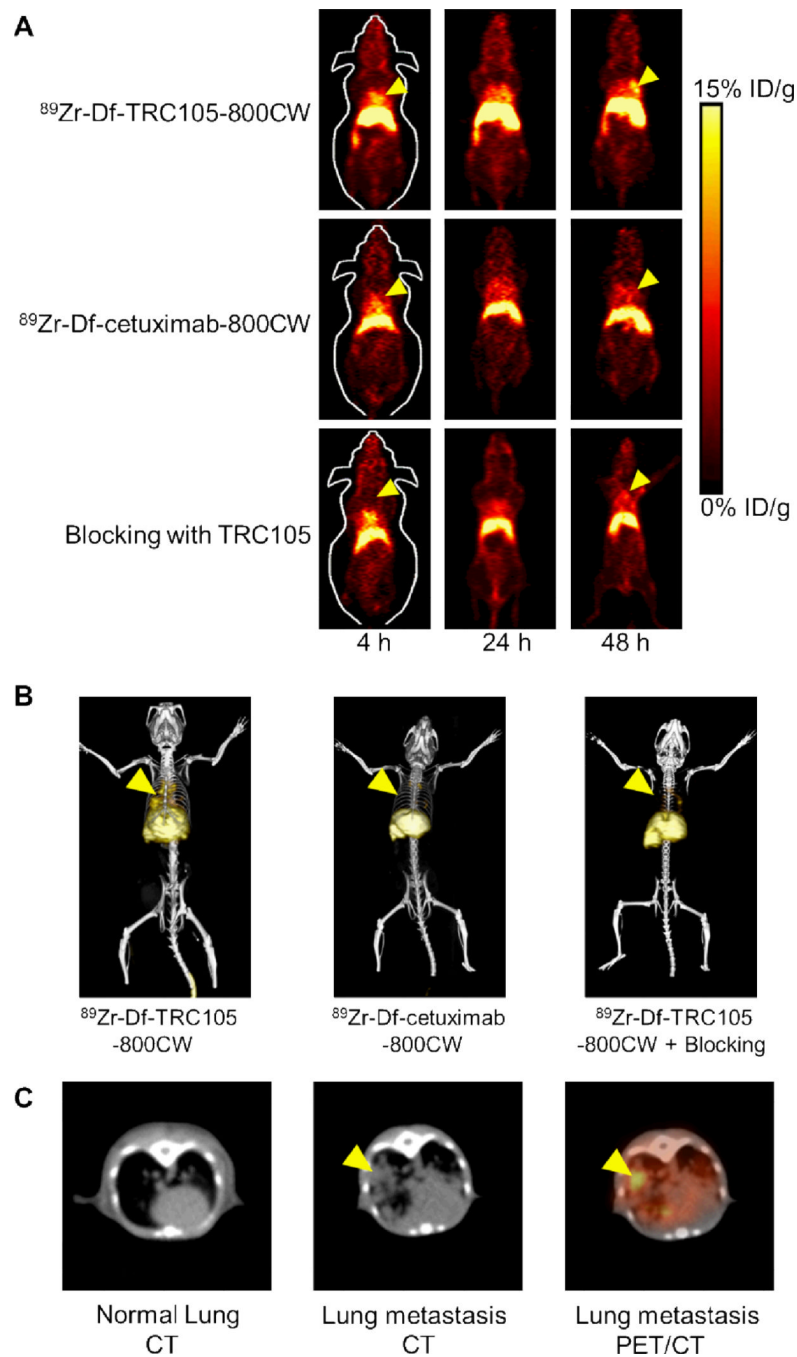 A
⁸⁹Zr-Df-TRC105-800CW
15% ID/g
⁸⁹Zr-Df-cetuximab-800CW
0% ID/g
Blocking with TRC105
4 h
24 h
48 h
B
⁸⁹Zr-Df-TRC105
-800CW
⁸⁹Zr-Df-cetuximab
-800CW
⁸⁹Zr-Df-TRC105
-800CW + Blocking
C
Normal Lung
CT
Lung metastasis
CT
Lung metastasis
PET/CT